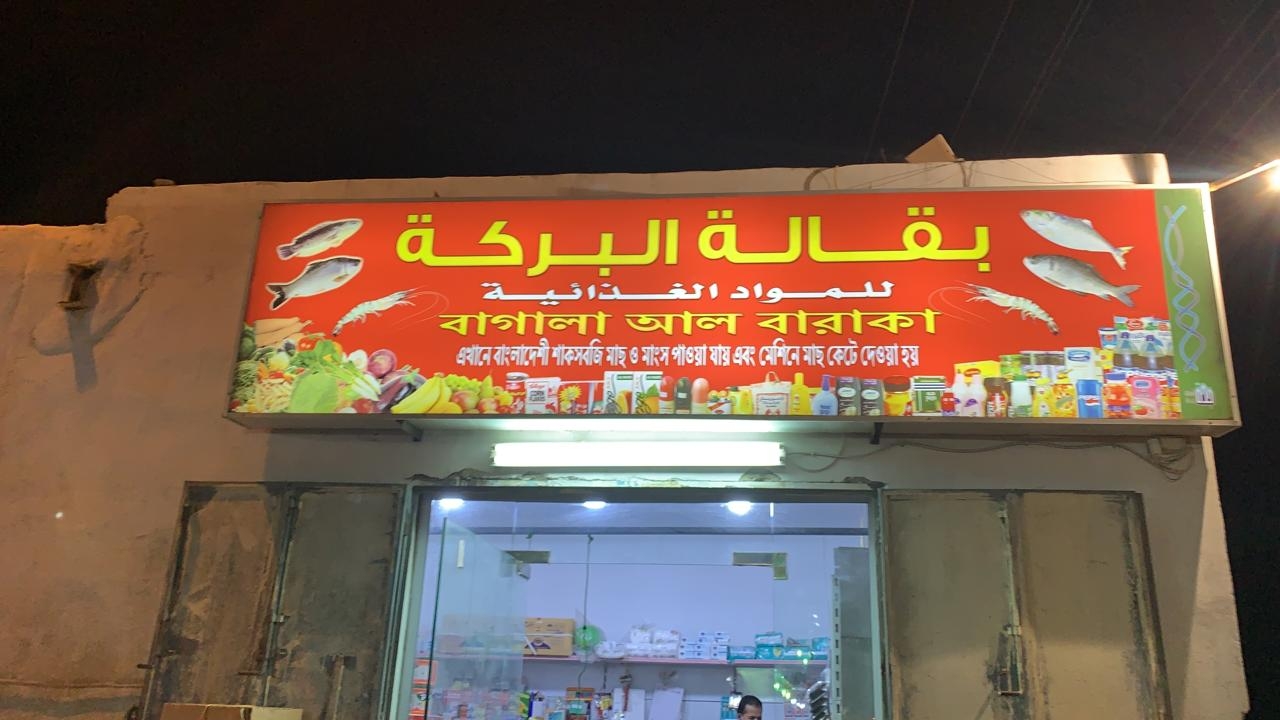 بقالة البركة
للمواد الغذائية
বাগালা আল বারাকা
এখানে বাংলাদেশী শাকসবজি মাছ ও মাংস পাওয়া যায় এবং মেশিনে মাছ কেটে দেওয়া হয়